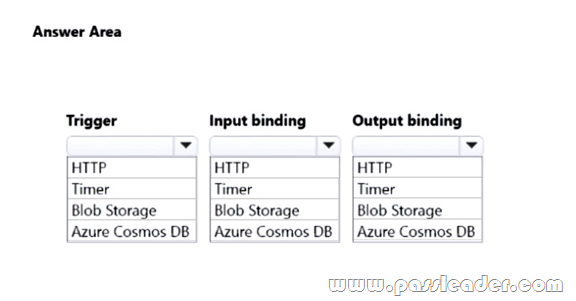 Answer Area
Trigger Input binding Output binding
HTTP HTTP HTTP
Timer Timer Timer
Blob Storage Blob Storage Blob Storage
Azure Cosmos DB Azure Cosmos DB Azure Cosmos DB
www.passleader.com